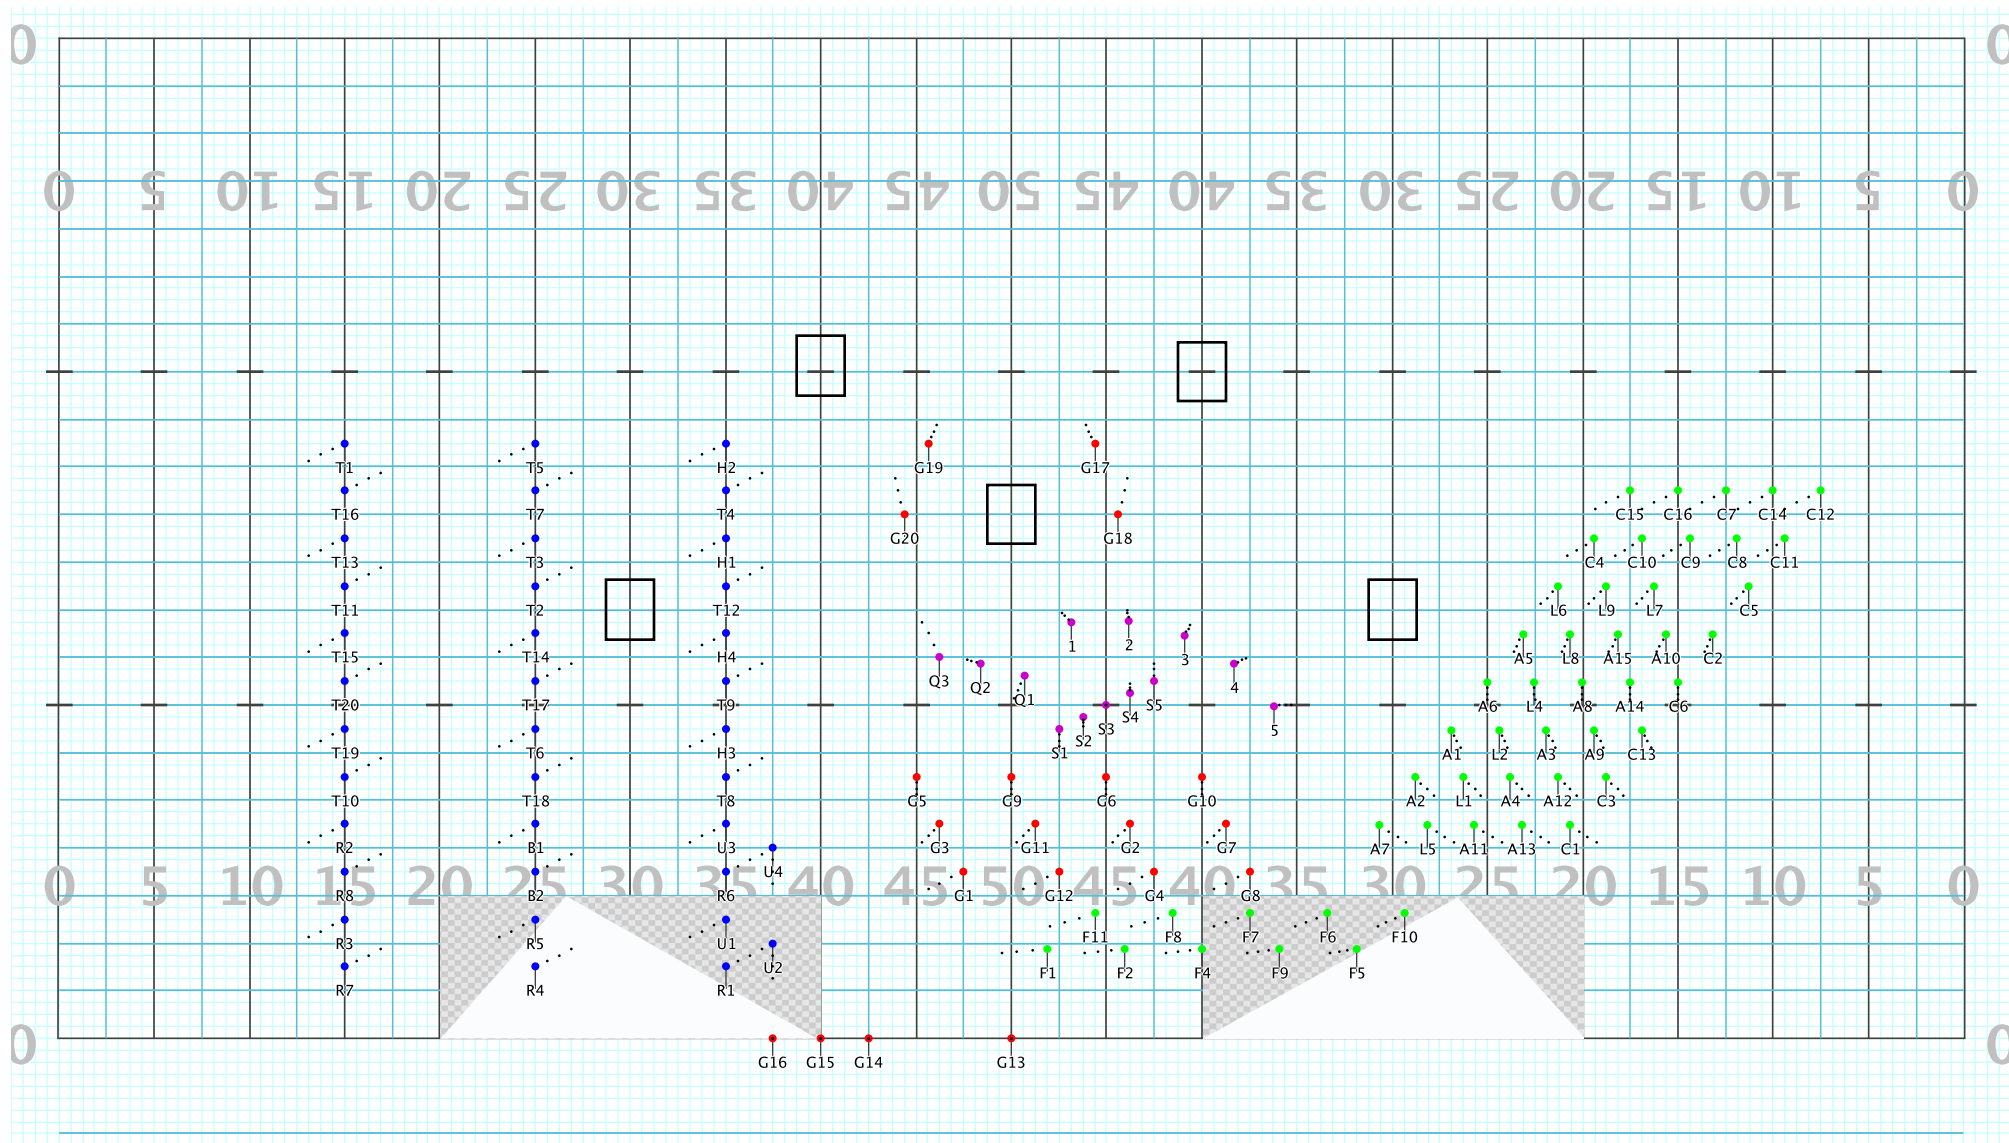 0 0
0 5 10 15 20 25 30 35 40 45 50 45 40 35 30 25 20 15 10 5 0
T1 T5 H2 G19 G17
T16 T7 T4 G20 G18 C15 C16 C7 C14 C12
T13 T3 H1 C4 C10 C9 C8 C11
T11 T2 T12 L6 L9 L7 C5
1 2 3
T15 T14 H4 A5 L8 A15 A10 C2
Q3 Q2 Q1 4
T20 T17 T9 S5 S4 A6 L4 A8 A14 C6
S3 S2 S1 5
T19 T6 H3 A1 L2 A3 A9 C13
T10 T18 T8 G5 G9 G6 G10 A2 L1 A4 A12 C3
R2 B1 U3 G3 G11 G2 G7 A7 L5 A11 A13 C1
U4
0 5 10 15 20 25 30 35 40 45 50 45 40 35 30 25 20 15 10 5 0
R8 B2 R6 G1 G12 G4 G8
R3 R5 U1 F11 F8 F7 F6 F10
U2 F1 F2 F4 F9 F5
R7 R4 R1
0 0
G16 G15 G14 G13